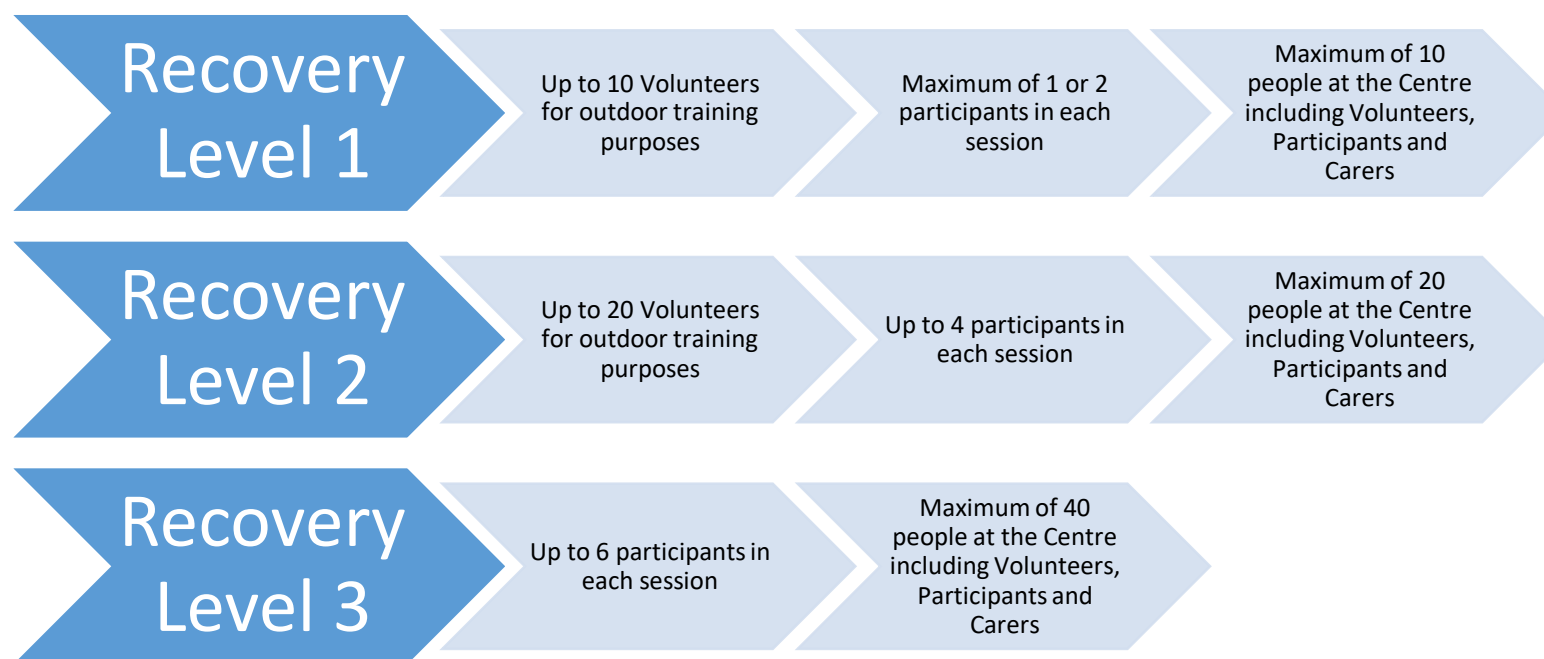 Recovery
Level 1
Up to 10 Volunteers
for outdoor training
purposes
Maximum of 1 or 2
participants in each
session
Maximum of 10
people at the Centre
including Volunteers,
Participants and
Carers
Recovery
Level 2
Up to 20 Volunteers
for outdoor training
purposes
Up to 4 participants in
each session
Maximum of 20
people at the Centre
including Volunteers,
Participants and
Carers
Recovery
Level 3
Up to 6 participants in
each session
Maximum of 40
people at the Centre
including Volunteers,
Participants and
Carers